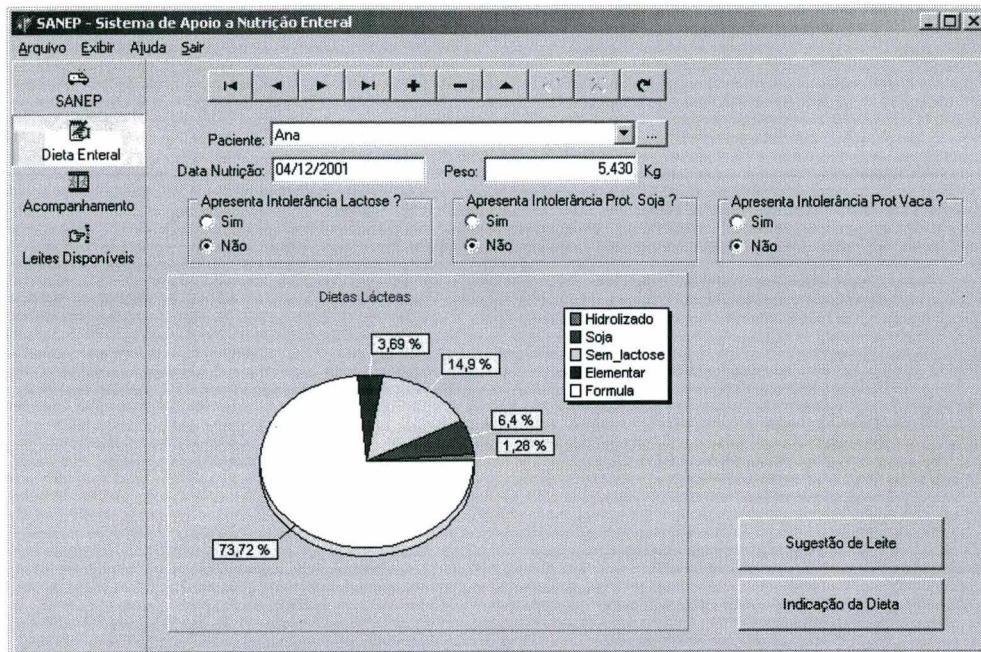 SANEP - Sistema de Apoio a Nutrição Enteral
Arquivo Exibir Ajuda Sair
SANEP
Dieta Enteral
Acompanhamento
Leites Disponíveis
Paciente: Ana ...
Data Nutrição: 04/12/2001 Peso: 5,430 Kg
Apresenta Intolerância Lactose ?
Sim
Não
Apresenta Intolerância Prot. Soja ?
Sim
Não
Apresenta Intolerância Prot Vaca ?
Sim
Não
Dietas Lácteas
3,69 %
14,9 %
6,4 %
1,28 %
73,72 %
Hidrolizado
Soja
Sem_lactose
Elementar
Formula
Sugestão de Leite
Indicação da Dieta